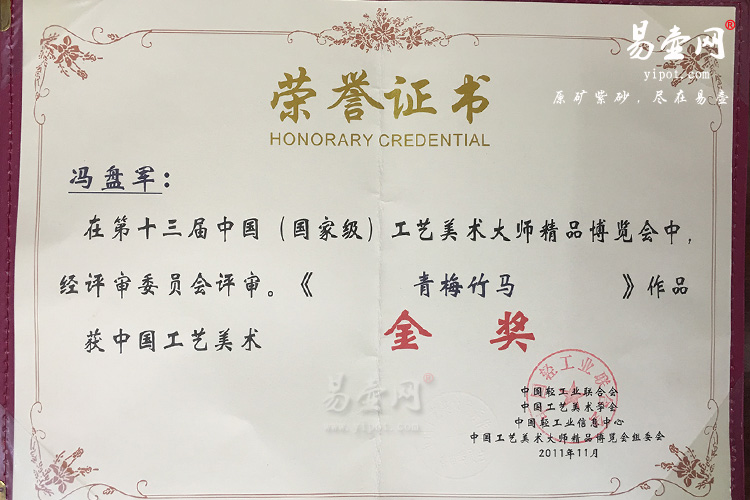 易壶网®
yipot.com
原矿紫砂，尽在易壶
荣誉证书
HONORARY CREDENTIAL
冯盘军：
在第十三届中国（国家级）工艺美术大师精品博览会中，
经评审委员会评审。《 青梅竹马 》作品
获中国工艺美术 金 奖
易壶网®
yipot.com
中国轻工业联合会
中国工艺美术学会
中国轻工业信息中心
中国工艺美术大师精品博览会组委会
2011年11月